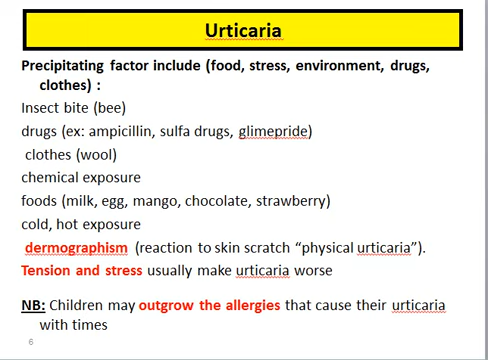 Urticaria
Precipitating factor include (food, stress, environment, drugs,
clothes) :
Insect bite (bee)
drugs (ex: ampicillin, sulfa drugs, glimepride)
clothes (wool)
chemical exposure
foods (milk, egg, mango, chocolate, strawberry)
cold, hot exposure
dermographism (reaction to skin scratch “physical urticaria”).
Tension and stress usually make urticaria worse
NB: Children may outgrow the allergies that cause their urticaria
with times
6